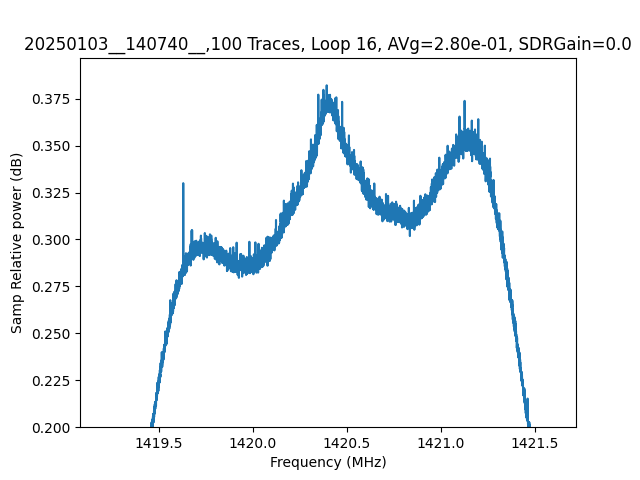 20250103__140740__,100 Traces, Loop 16, AVg=2.80e-01, SDRGain=0.0
0.375
0.350
0.325
0.300
0.275
0.250
0.225
0.200
Samp Relative power (dB)
1419.5 1420.0 1420.5 1421.0 1421.5
Frequency (MHz)